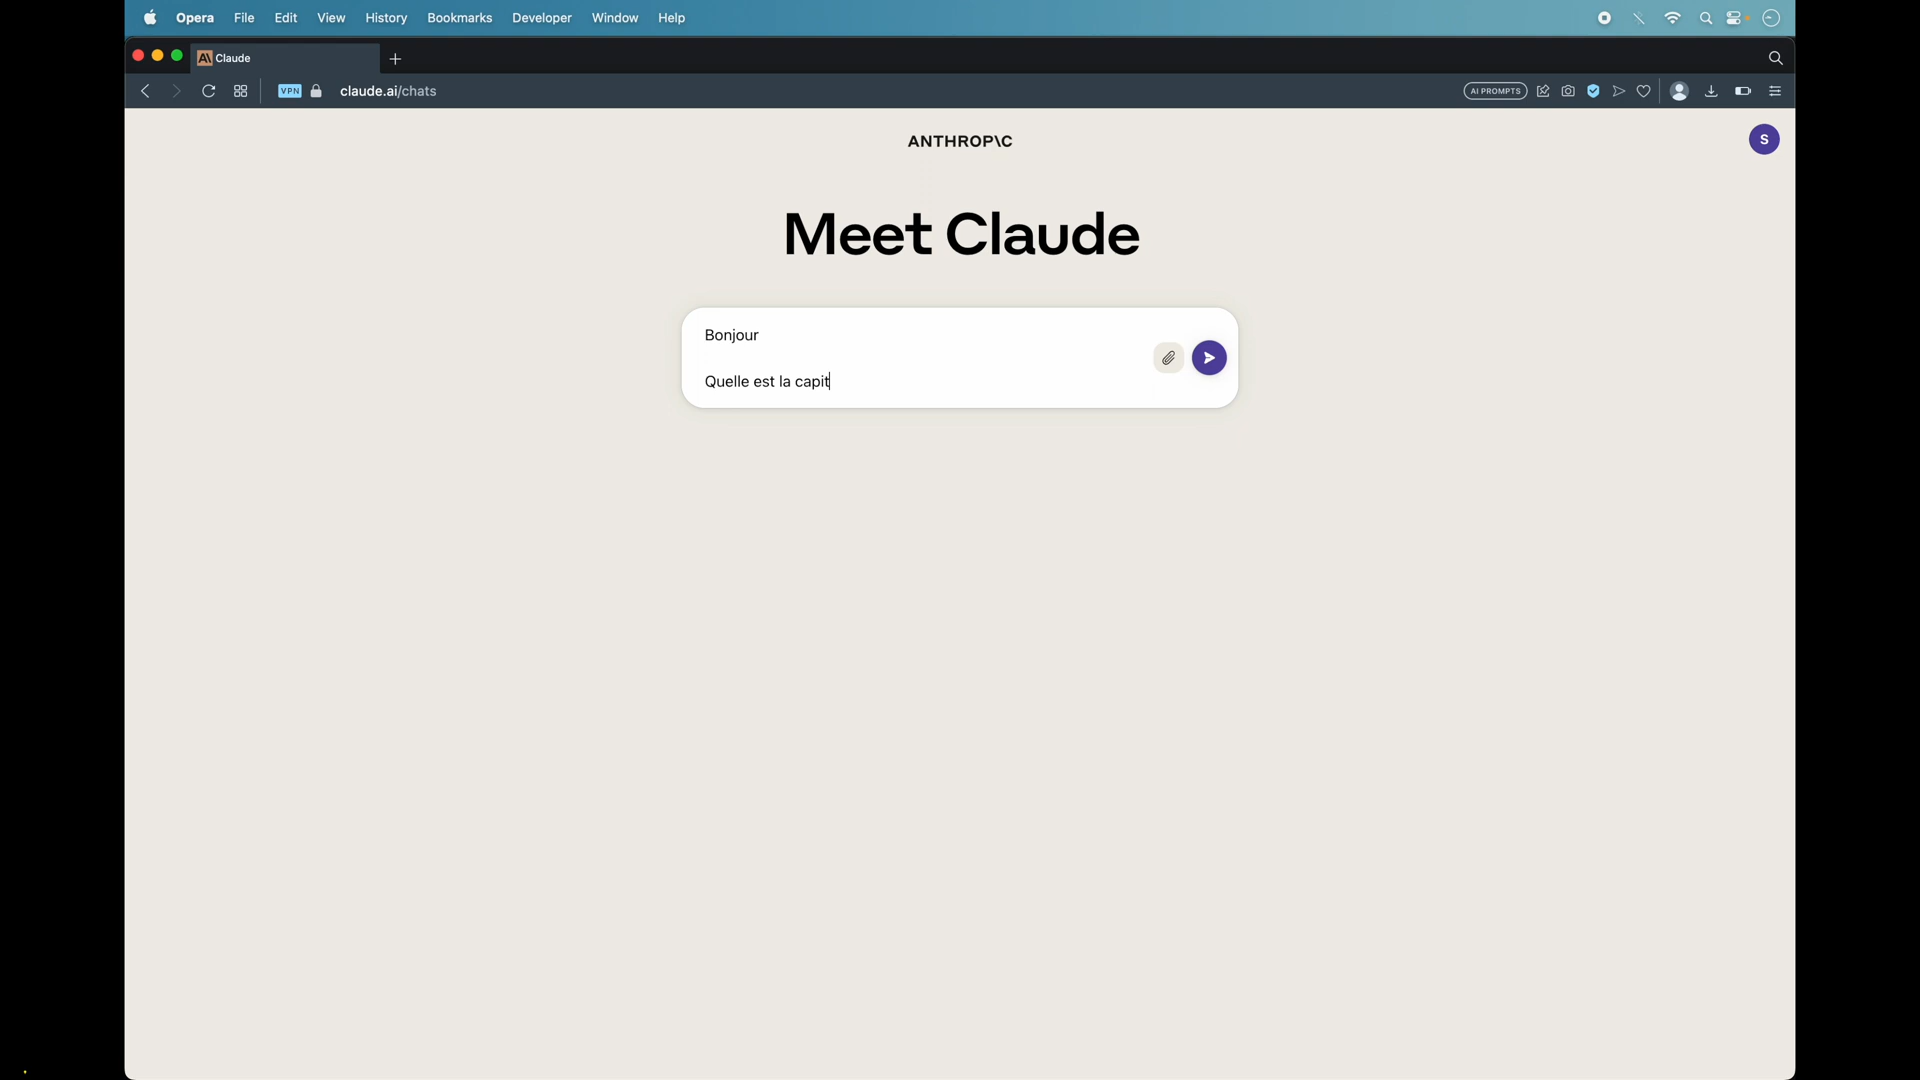 Opera File Edit View History Bookmarks Developer Window Help
Claude
VPN claude.ai/chats AI PROMPTS
ANTHROP\C
S
Meet Claude
Bonjour
Quelle est la capit